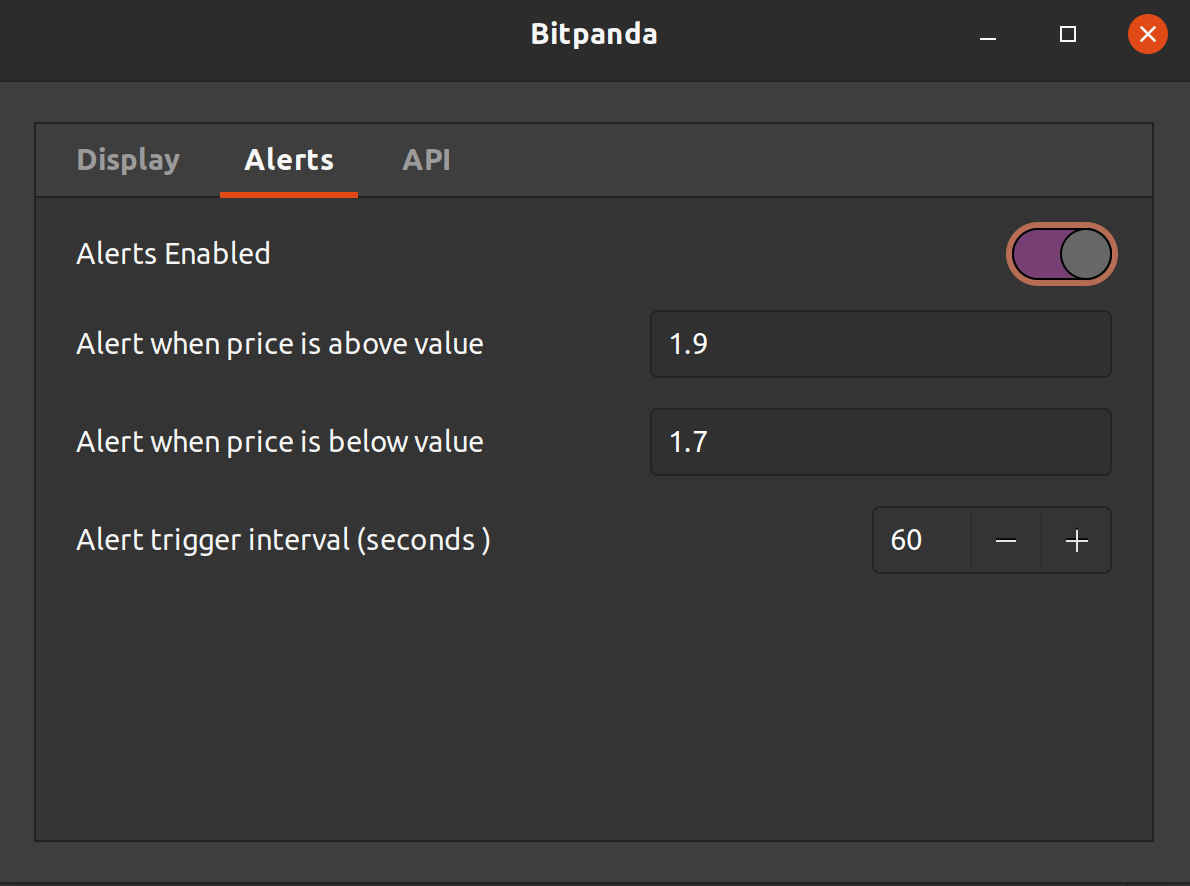 Bitpanda
Display Alerts API
Alerts Enabled
Alert when price is above value 1.9
Alert when price is below value 1.7
Alert trigger interval (seconds ) 60